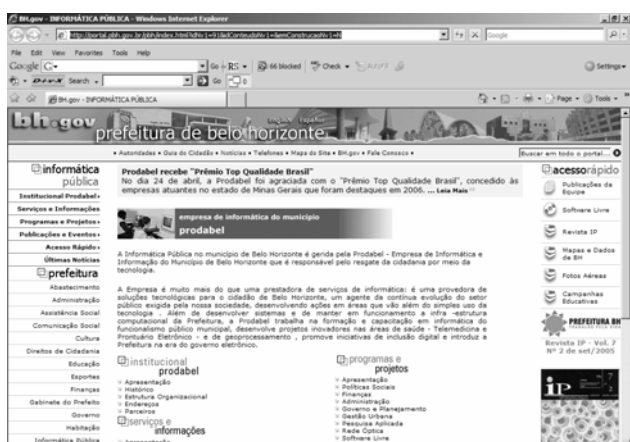 BH.gov - INFORMÁTICA PÚBLICA - Windows Internet Explorer
Google
File Edit View Favorites Tools Help
Google G Go RS 66 blocked Check Settings
Search Go
BH.gov - INFORMÁTICA PÚBLICA Page Tools
bh.gov English Español
prefeitura de belo horizonte
• Autoridades • Guia do Cidadão • Notícias • Telefones • Mapa do Site • BH.gov • Fale Conosco •
Buscar em todo o portal...
informática
pública
Institucional Prodabel
Serviços e Informações
Programas e Projetos
Publicações e Eventos
Acesso Rápido
Últimas Notícias
prefeitura
Abastecimento
Administração
Assistência Social
Comunicação Social
Cultura
Direitos de Cidadania
Educação
Esportes
Finanças
Gabinete do Prefeito
Governo
Habitação
Informática Pública
Prodabel recebe "Prêmio Top Qualidade Brasil"
No dia 24 de abril, a Prodabel foi agraciada com o "Prêmio Top Qualidade Brasil", concedido às
empresas atuantes no estado de Minas Gerais que foram destaques em 2006. ... Leia Mais
empresa de informática do município
prodabel
A Informática Pública no município de Belo Horizonte é gerida pela Prodabel - Empresa de Informática e
Informação do Município de Belo Horizonte que é responsável pelo resgate da cidadania por meio da
tecnologia.
A Empresa é muito mais do que uma prestadora de serviços de informática: é uma provedora de
soluções tecnológicas para o cidadão de Belo Horizonte, um agente da contínua evolução do setor
público exigida pela nossa sociedade, desenvolvendo ações em áreas que vão além do simples uso da
tecnologia . Além de desenvolver sistemas e de manter em funcionamento a infra -estrutura
computacional da Prefeitura, a Prodabel trabalha na formação e capacitação em informática do
funcionalismo público municipal, desenvolve projetos inovadores nas áreas de saúde - Telemedicina e
Prontuário Eletrônico - e de geoprocessamento , promove iniciativas de inclusão digital e introduz a
Prefeitura na era do governo eletrônico.
institucional
prodabel
Apresentação
Histórico
Estrutura Organizacional
Endereços
Parceiros
serviços e
informações
Apresentação
programas e
projetos
Apresentação
Políticas Sociais
Finanças
Administração
Governo e Planejamento
Gestão Urbana
Pesquisa Aplicada
Rede Óptica
Software Livre
acessorápido
Publicações da
Equipe
Software Livre
Revista IP
Mapas e Dados
de BH
Fotos Aéreas
Campanhas
Educativas
PREFEITURA BH
Revista IP - Vol. 7
Nº 2 de set/2005
ip